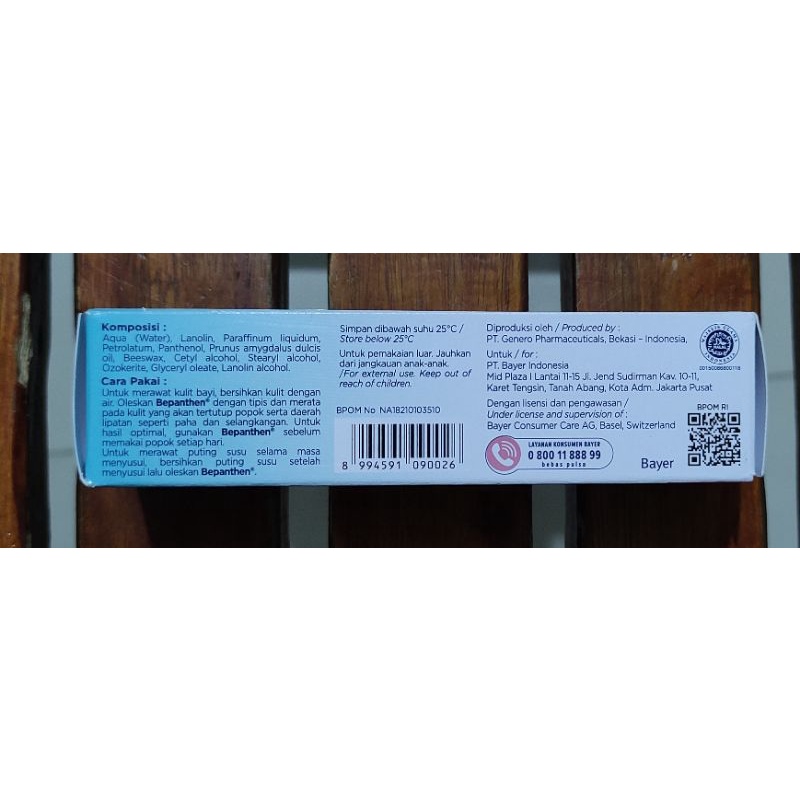 Komposisi :
Aqua (Water), Lanolin, Paraffinum liquidum,
Petrolatum, Panthenol, Prunus amygdalus dulcis
oil, Beeswax, Cetyl alcohol, Stearyl alcohol,
Ozokerite, Glyceryl oleate, Lanolin alcohol.
Cara Pakai :
Untuk merawat kulit bayi, bersihkan kulit dengan
air. Oleskan Bepanthen® dengan tipis dan merata
pada kulit yang akan tertutup popok serta daerah
lipatan seperti paha dan selangkangan. Untuk
hasil optimal, gunakan Bepanthen® sebelum
memakai popok setiap hari.
Untuk merawat puting susu selama masa
menyusui, bersihkan puting susu setelah
menyusui lalu oleskan Bepanthen®.
Simpan dibawah suhu 25°C /
Store below 25°C
Untuk pemakaian luar. Jauhkan
dari jangkauan anak-anak.
/For external use. Keep out of
reach of children.
BPOM No NA18210103510
8 994591 090026
Diproduksi oleh / Produced by :
PT. Genero Pharmaceuticals, Bekasi – Indonesia,
Untuk / for :
PT. Bayer Indonesia
Mid Plaza I Lantai 11-15 Jl. Jend Sudirman Kav. 10-11,
Karet Tengsin, Tanah Abang, Kota Adm. Jakarta Pusat
Dengan lisensi dan pengawasan /
Under license and supervision of :
Bayer Consumer Care AG, Basel, Switzerland
LAYANAN KONSUMEN BAYER
0 800 11 888 99
bebas pulsa
Bayer
BPOM RI